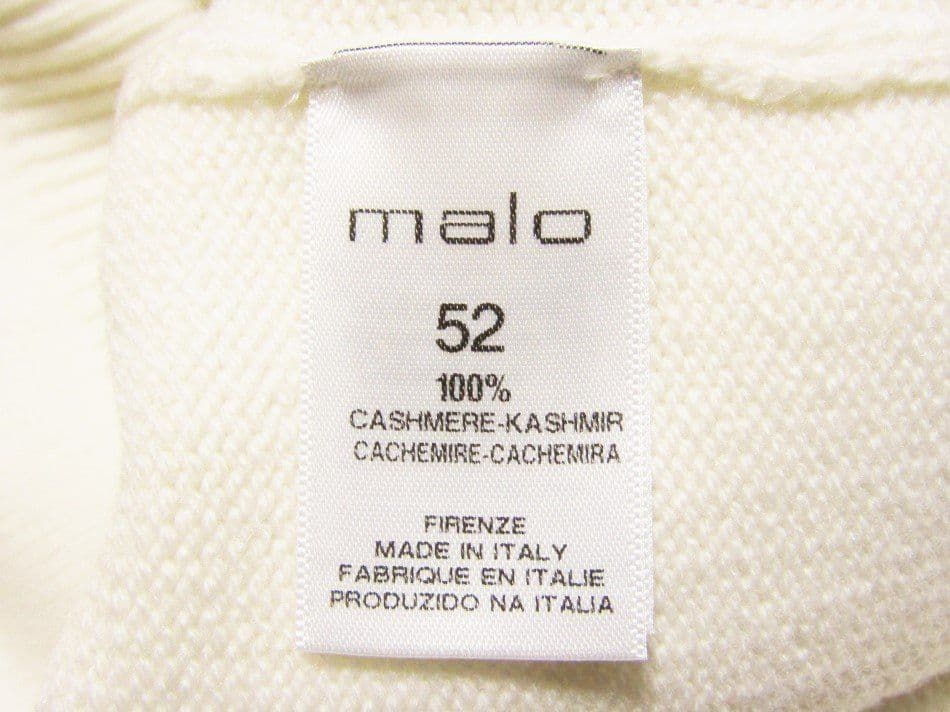 malo
52
100%
CASHMERE-KASHMIR
CACHEMIRE-CACHEMIRA
FIRENZE
MADE IN ITALY
FABRIQUE EN ITALIE
PRODUZIDO NA ITALIA